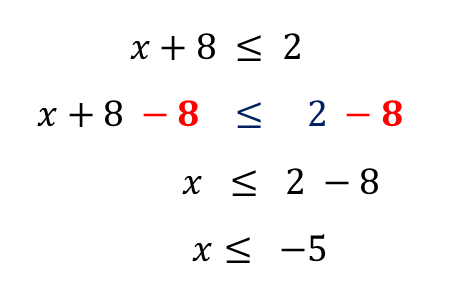 x + 8 ≤ 2
x + 8 − 8 ≤ 2 − 8
x ≤ 2 − 8
x ≤ −5